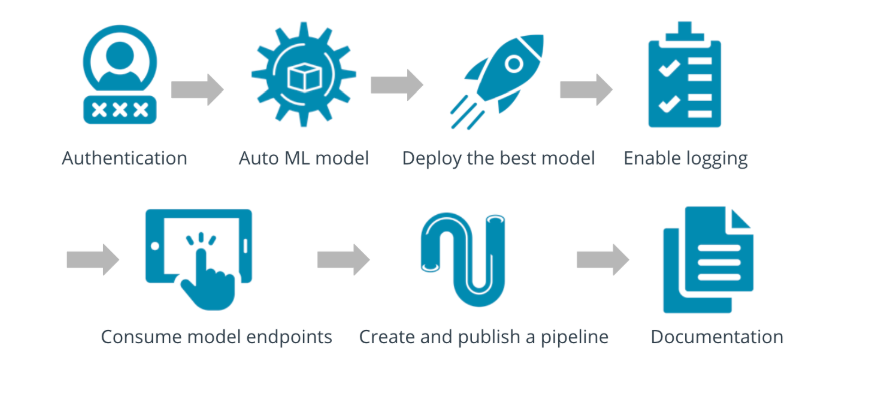 Authentication
Auto ML model
Deploy the best model
Enable logging
Consume model endpoints
Create and publish a pipeline
Documentation